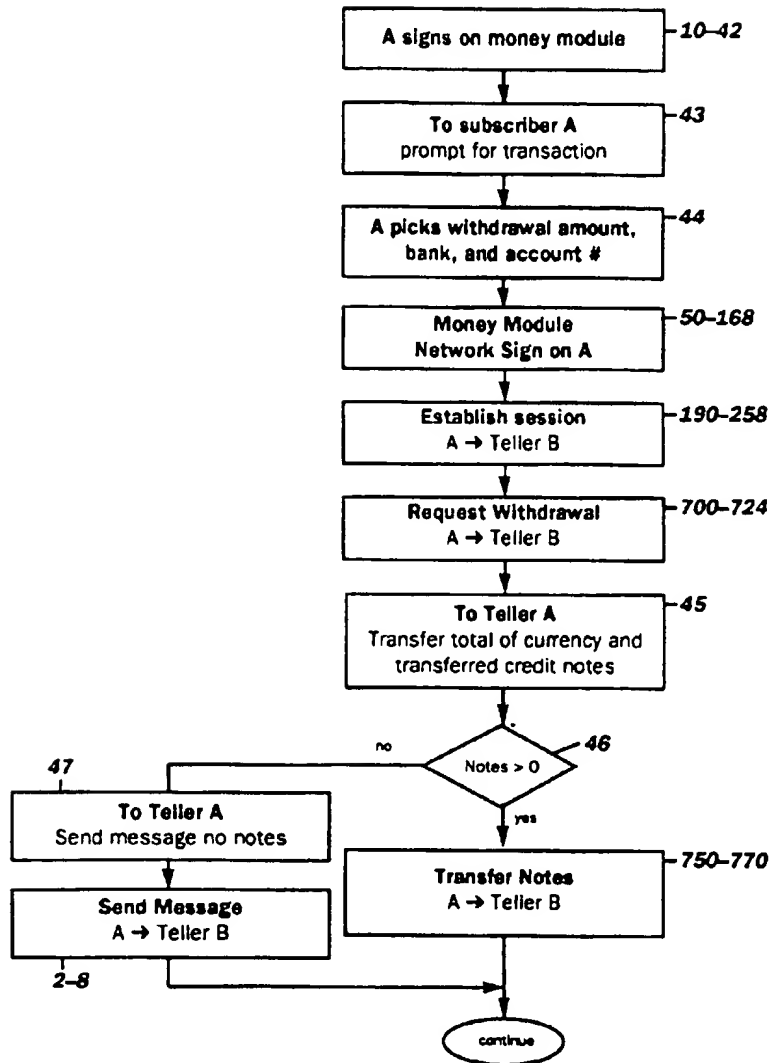 A signs on money module
10–42
To subscriber A
prompt for transaction
43
A picks withdrawal amount,
bank, and account #
44
Money Module
Network Sign on A
50–168
Establish session
A → Teller B
190–258
Request Withdrawal
A → Teller B
700–724
To Teller A
Transfer total of currency and
transferred credit notes
45
Notes > 0
46
no
yes
47
To Teller A
Send message no notes
Send Message
A → Teller B
2–8
Transfer Notes
A → Teller B
750–770
continue